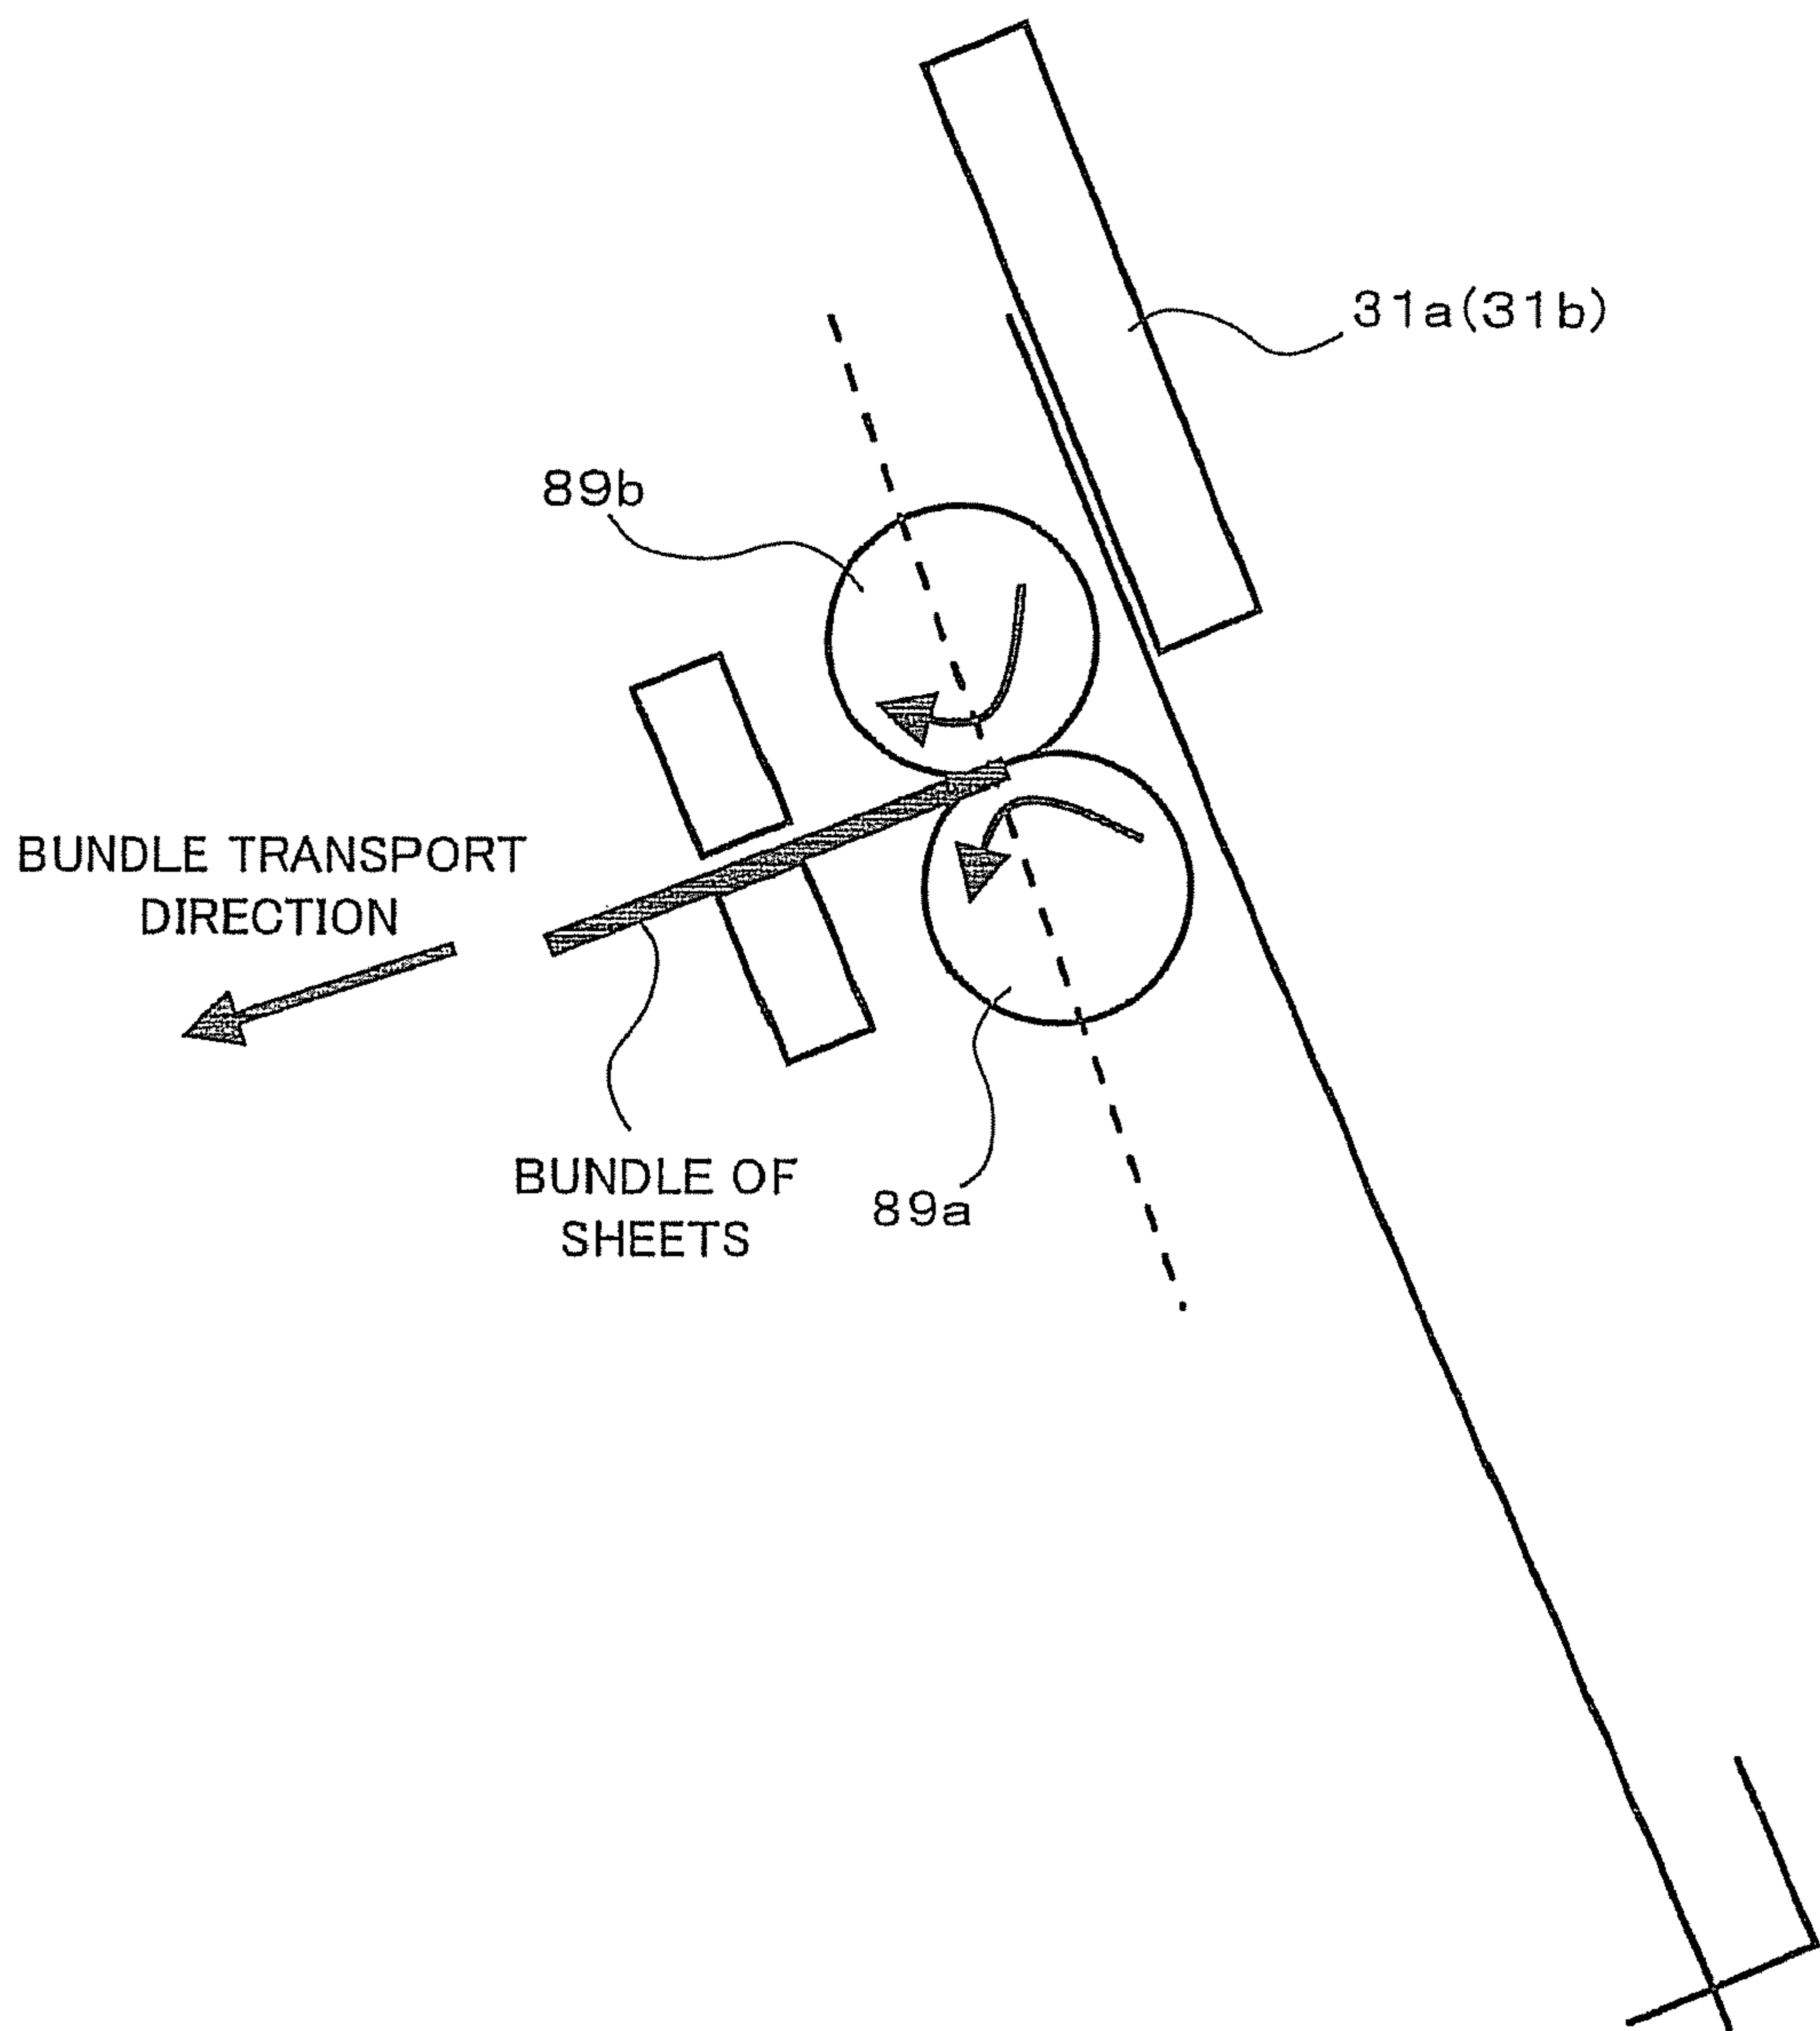 31a(31b)
89b
BUNDLE TRANSPORT
DIRECTION
BUNDLE OF
SHEETS
89a